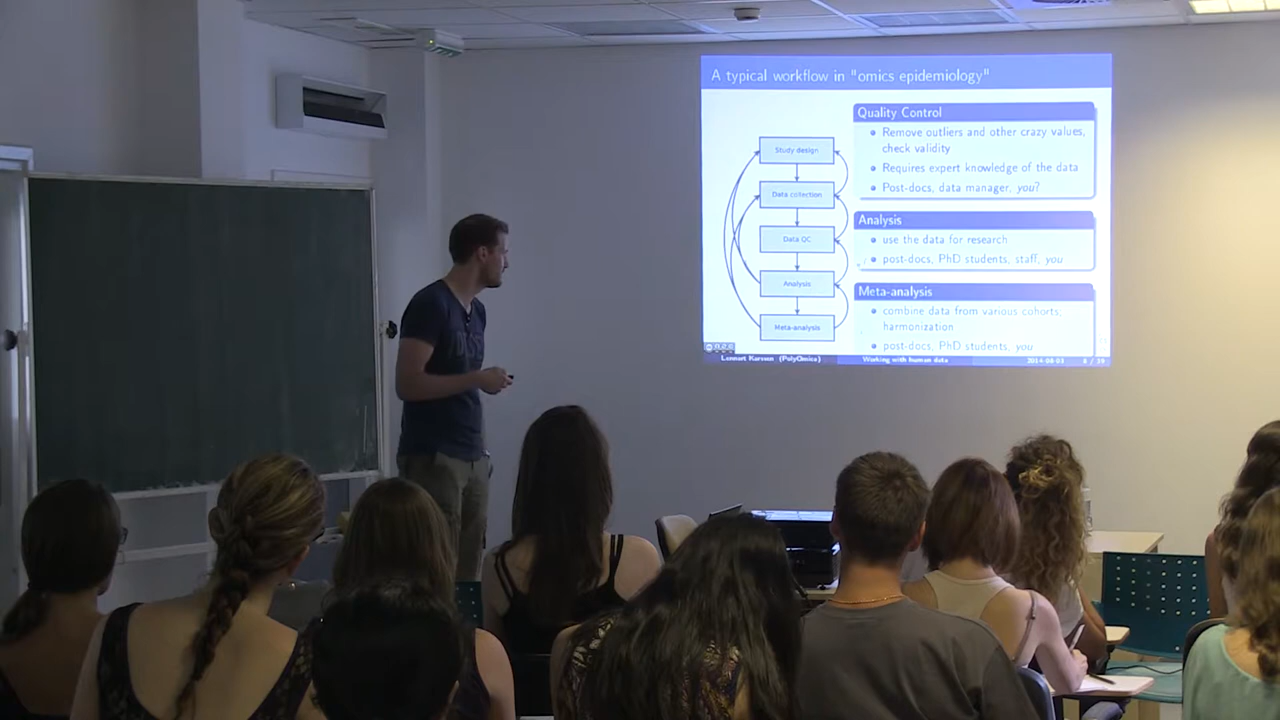 A typical workflow in "omics epidemiology"
Study design
Data collection
Data QC
Analysis
Meta-analysis
Quality Control
Remove outliers and other crazy values,
check validity
Requires expert knowledge of the data
Post-docs, data manager, you?
Analysis
use the data for research
post-docs, PhD students, staff, you
Meta-analysis
combine data from various cohorts;
harmonization
post-docs, PhD students, you
Lennart Karssen (PolyOmica)
Working with human data
2014-08-03